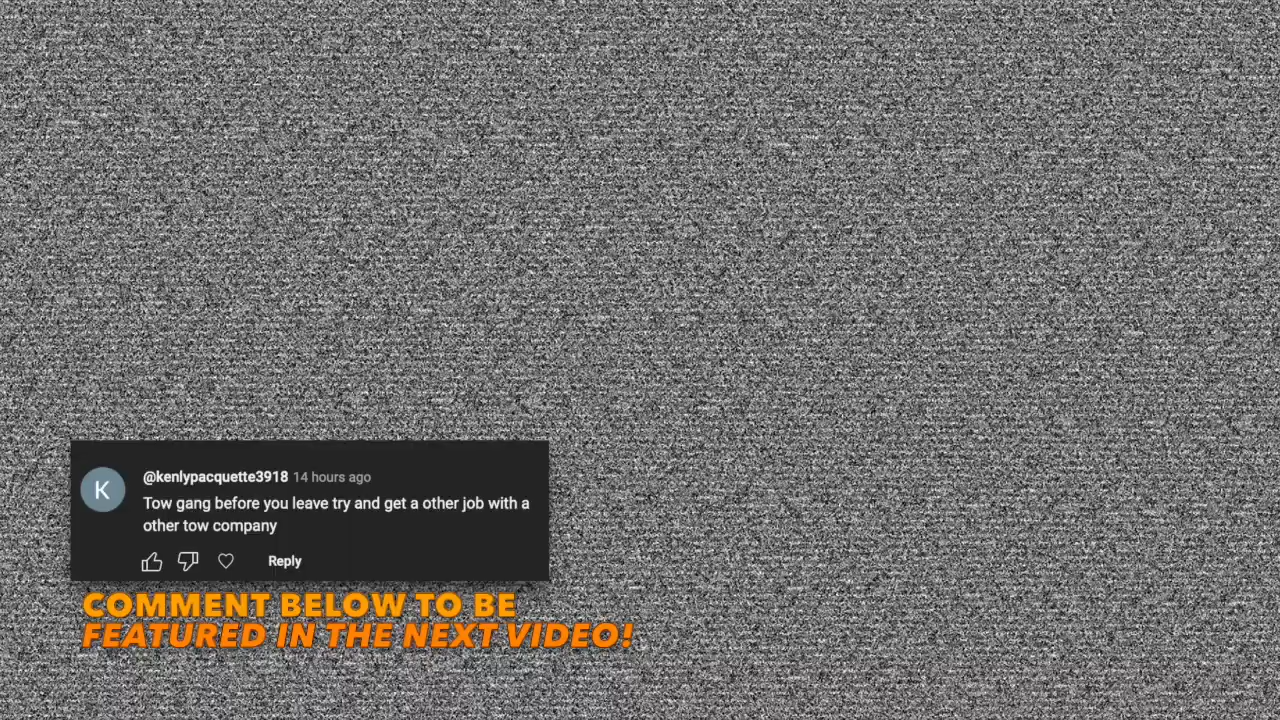 K
@kenlypacquette3918 14 hours ago
Tow gang before you leave try and get a other job with a
other tow company
Reply
COMMENT BELOW TO BE
FEATURED IN THE NEXT VIDEO!